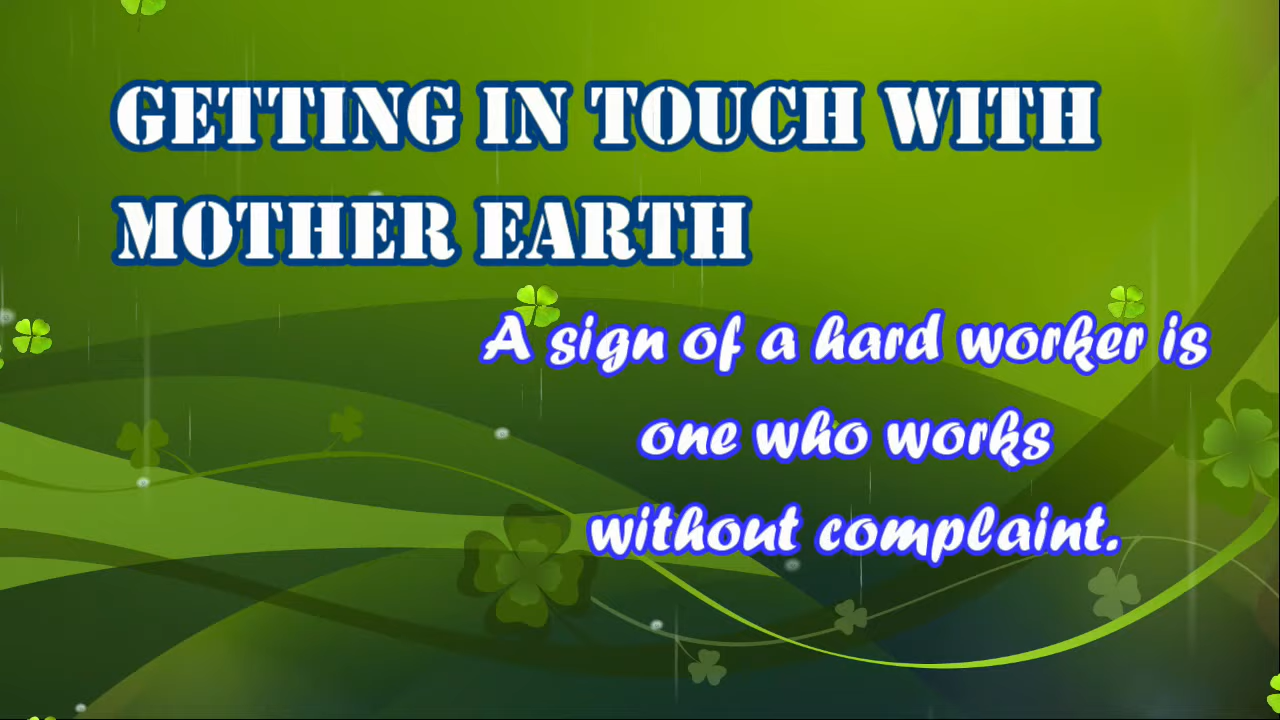 GETTING IN TOUCH WITH
MOTHER EARTH
A sign of a hard worker is
one who works
without complaint.